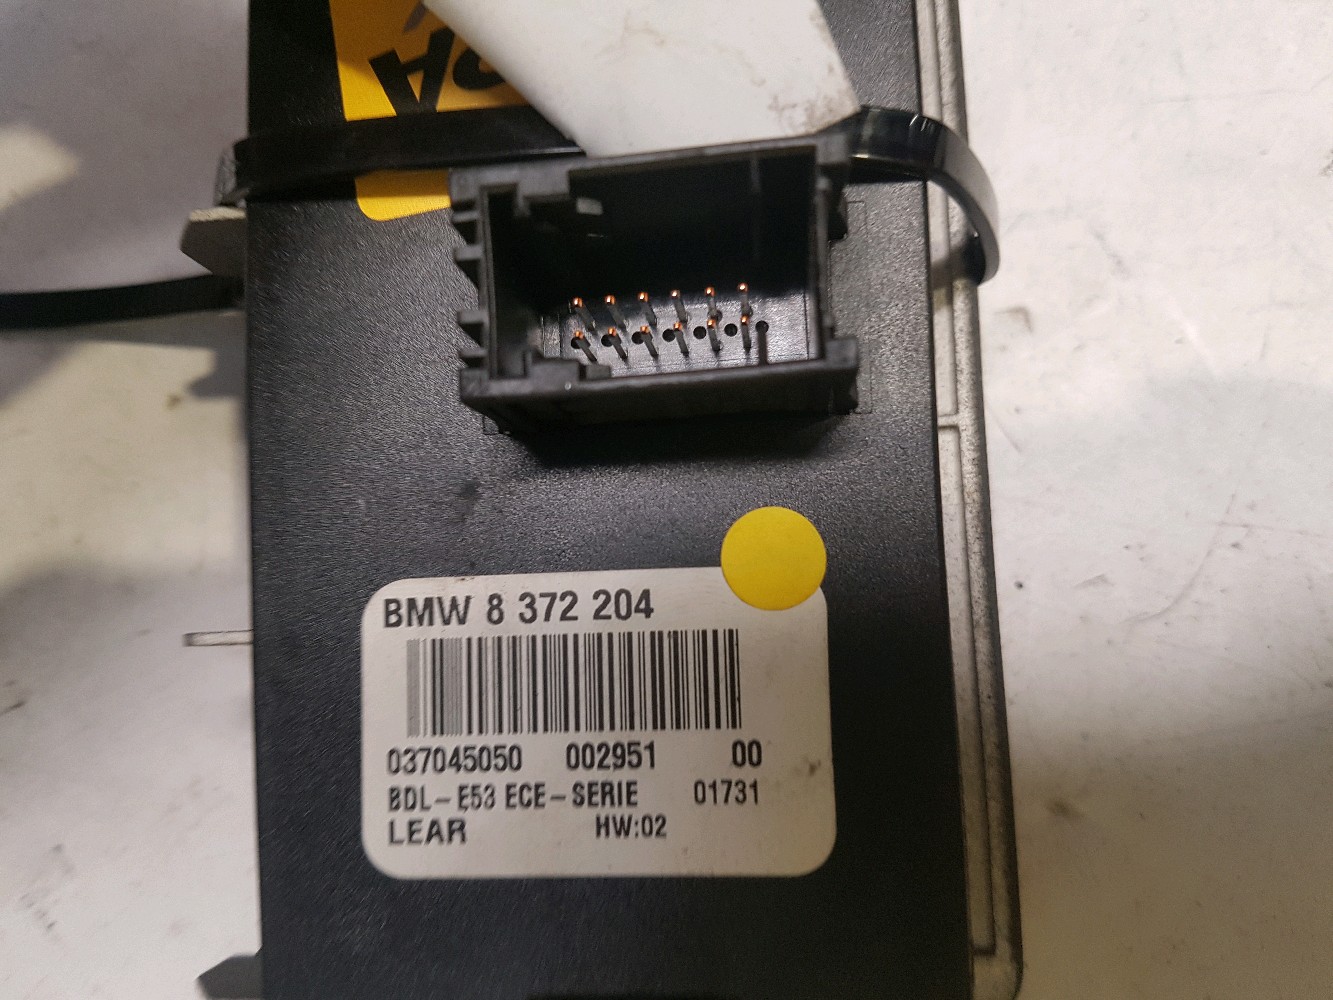 BMW 8 372 204
037045050 002951 00
BDL-E53 ECE-SERIE 01731
LEAR HW:02